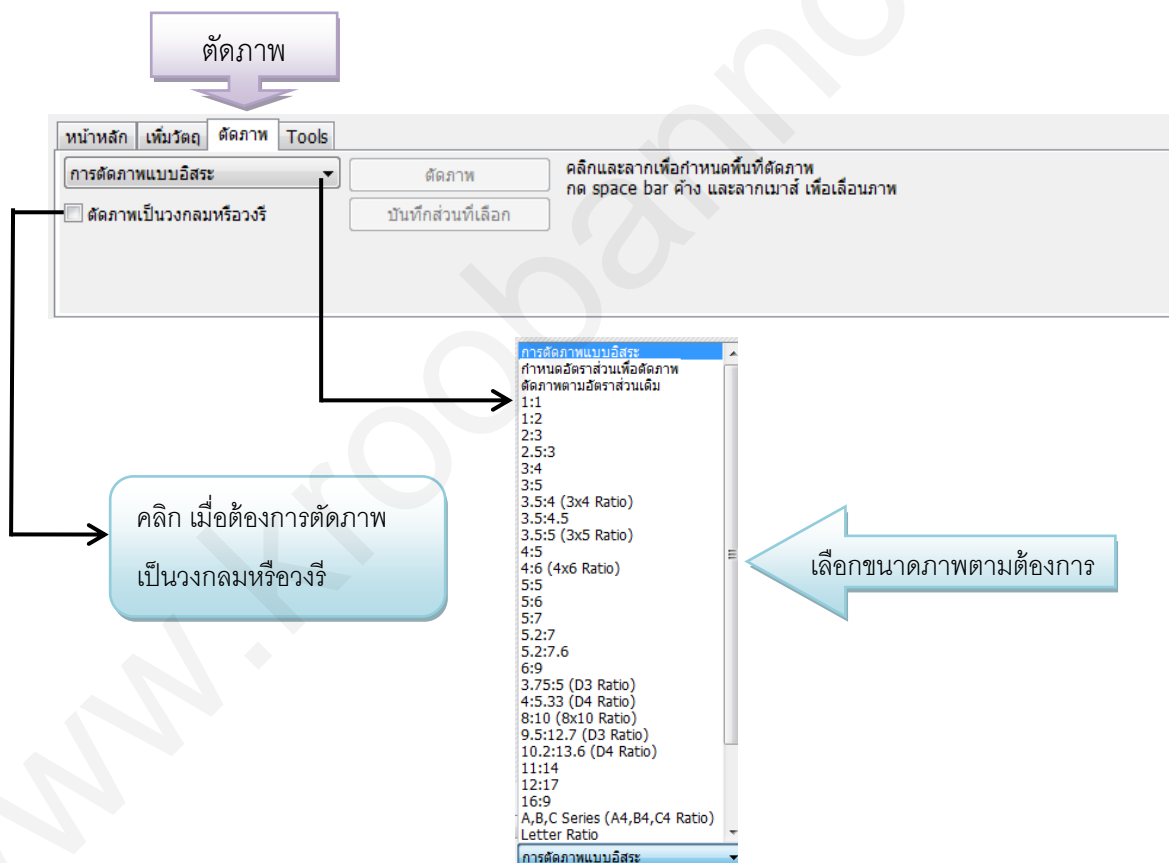 ตัดภาพ
หน้าหลัก เพิ่มวัตถุ ตัดภาพ Tools
การตัดภาพแบบอิสระ
ตัดภาพ
คลิกและลากเพื่อกำหนดพื้นที่ตัดภาพ
กด space bar ค้าง และลากเมาส์ เพื่อเลื่อนภาพ
ตัดภาพเป็นวงกลมหรือวงรี
บันทึกส่วนที่เลือก
การตัดภาพแบบอิสระ
กำหนดอัตราส่วนเพื่อตัดภาพ
ตัดภาพตามอัตราส่วนเดิม
1:1
1:2
2:3
2.5:3
3:4
3:5
3.5:4 (3x4 Ratio)
3.5:4.5
3.5:5 (3x5 Ratio)
4:5
4:6 (4x6 Ratio)
5:5
5:6
5:7
5.2:7
5.2:7.6
6:9
3.75:5 (D3 Ratio)
4:5.33 (D4 Ratio)
8:10 (8x10 Ratio)
9.5:12.7 (D3 Ratio)
10.2:13.6 (D4 Ratio)
11:14
12:17
16:9
A,B,C Series (A4,B4,C4 Ratio)
Letter Ratio
การตัดภาพแบบอิสระ
คลิก เมื่อต้องการตัดภาพ
เป็นวงกลมหรือวงรี
เลือกขนาดภาพตามต้องการ
www.kroobanno